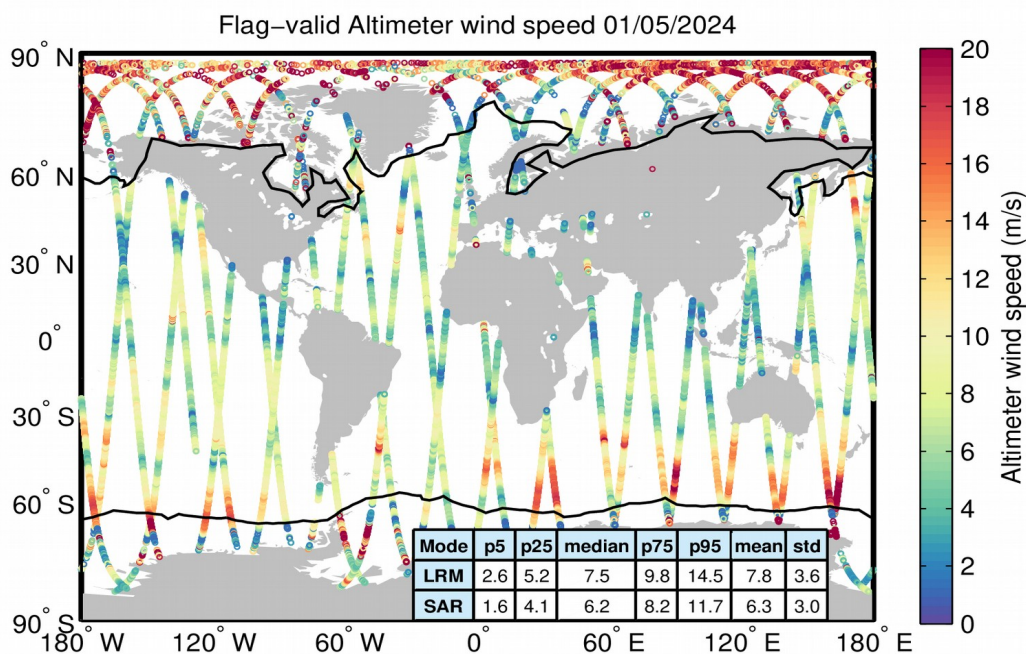 Flag−valid Altimeter wind speed 01/05/2024
90° N
60° N
30° N
0°
30° S
60° S
90° S
180° W
120° W
60° W
0°
60° E
120° E
180° E
Mode p5 p25 median p75 p95 mean std
LRM 2.6 5.2 7.5 9.8 14.5 7.8 3.6
SAR 1.6 4.1 6.2 8.2 11.7 6.3 3.0
20
18
16
14
12
10
8
6
4
2
0
Altimeter wind speed (m/s)